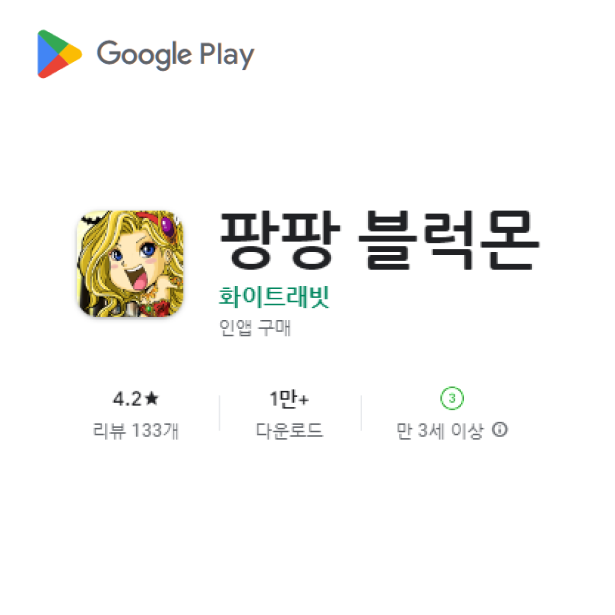 Google Play
팡팡 블럭몬
화이트래빗
인앱 구매
4.2★
1만+
3
리뷰 133개
다운로드
만 3세 이상 ⓘ